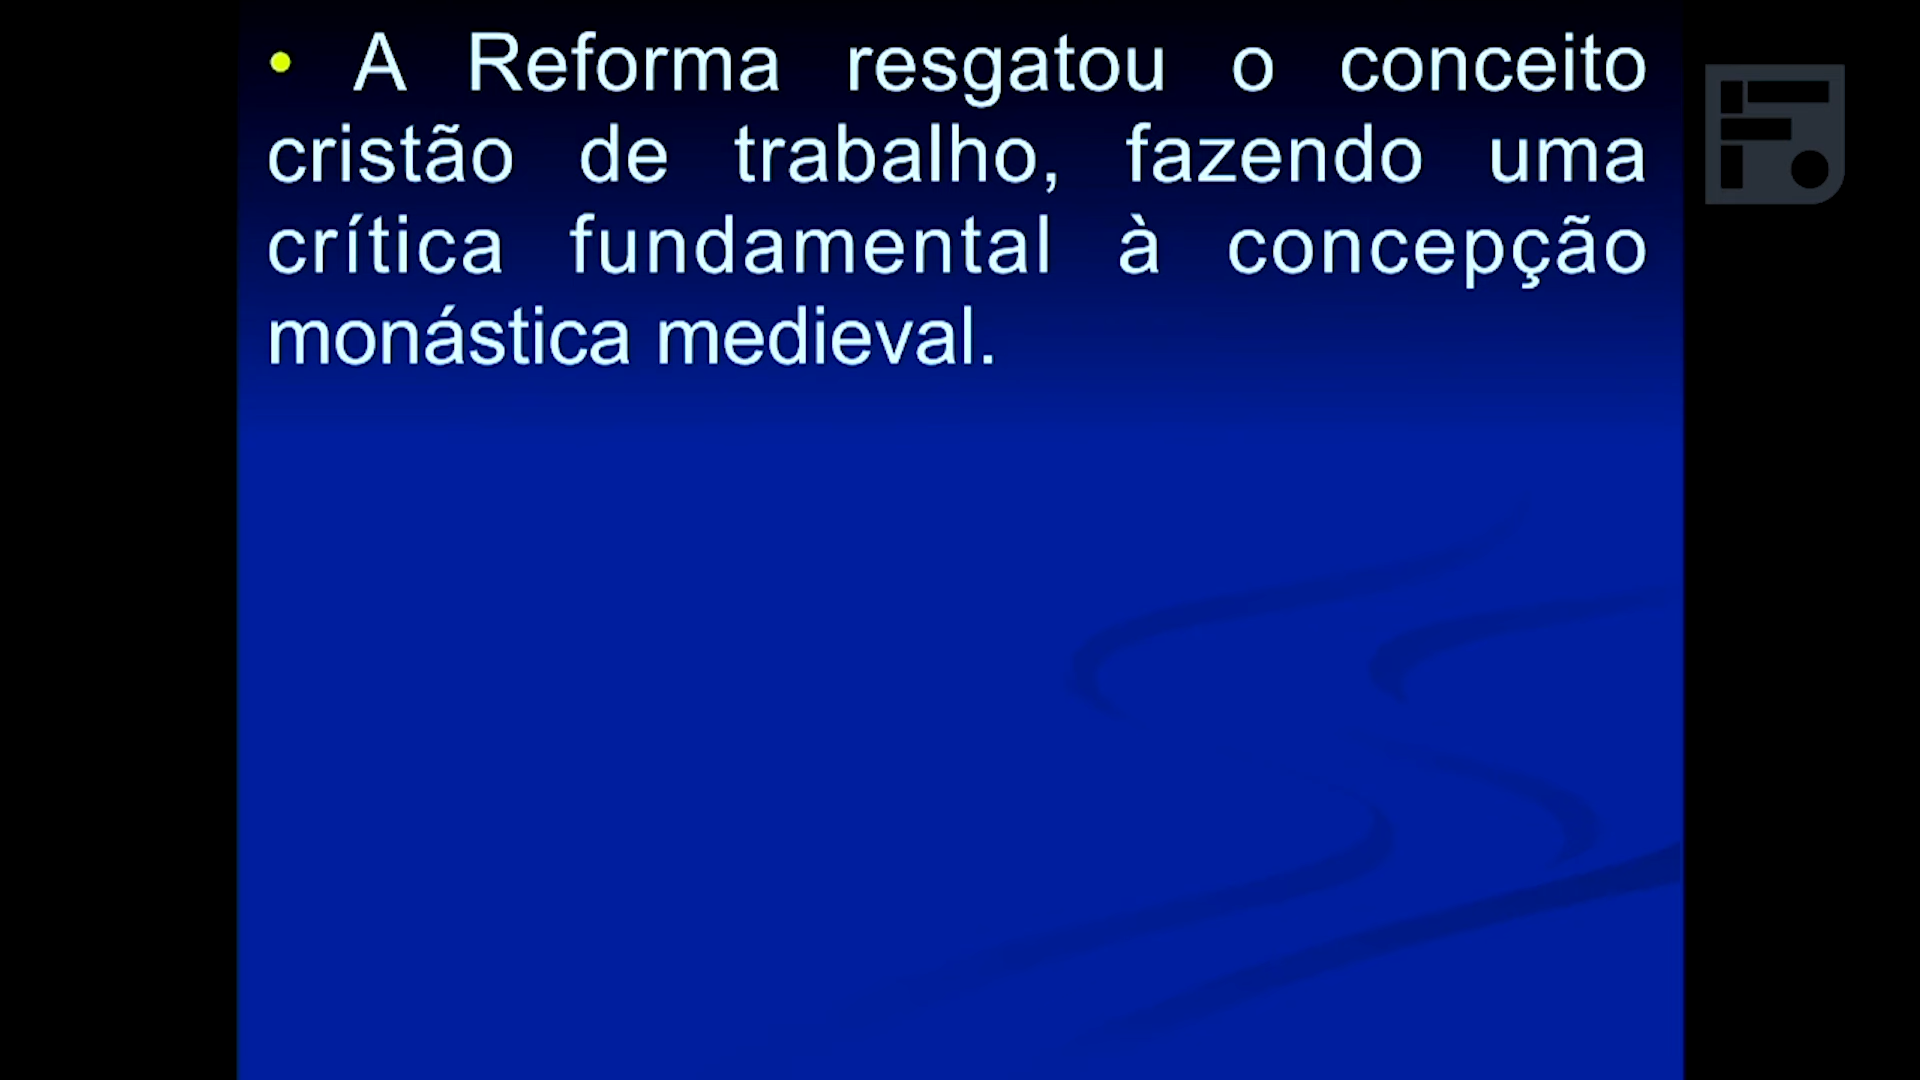 • A Reforma resgatou o conceito
cristão de trabalho, fazendo uma
crítica fundamental à concepção
monástica medieval.